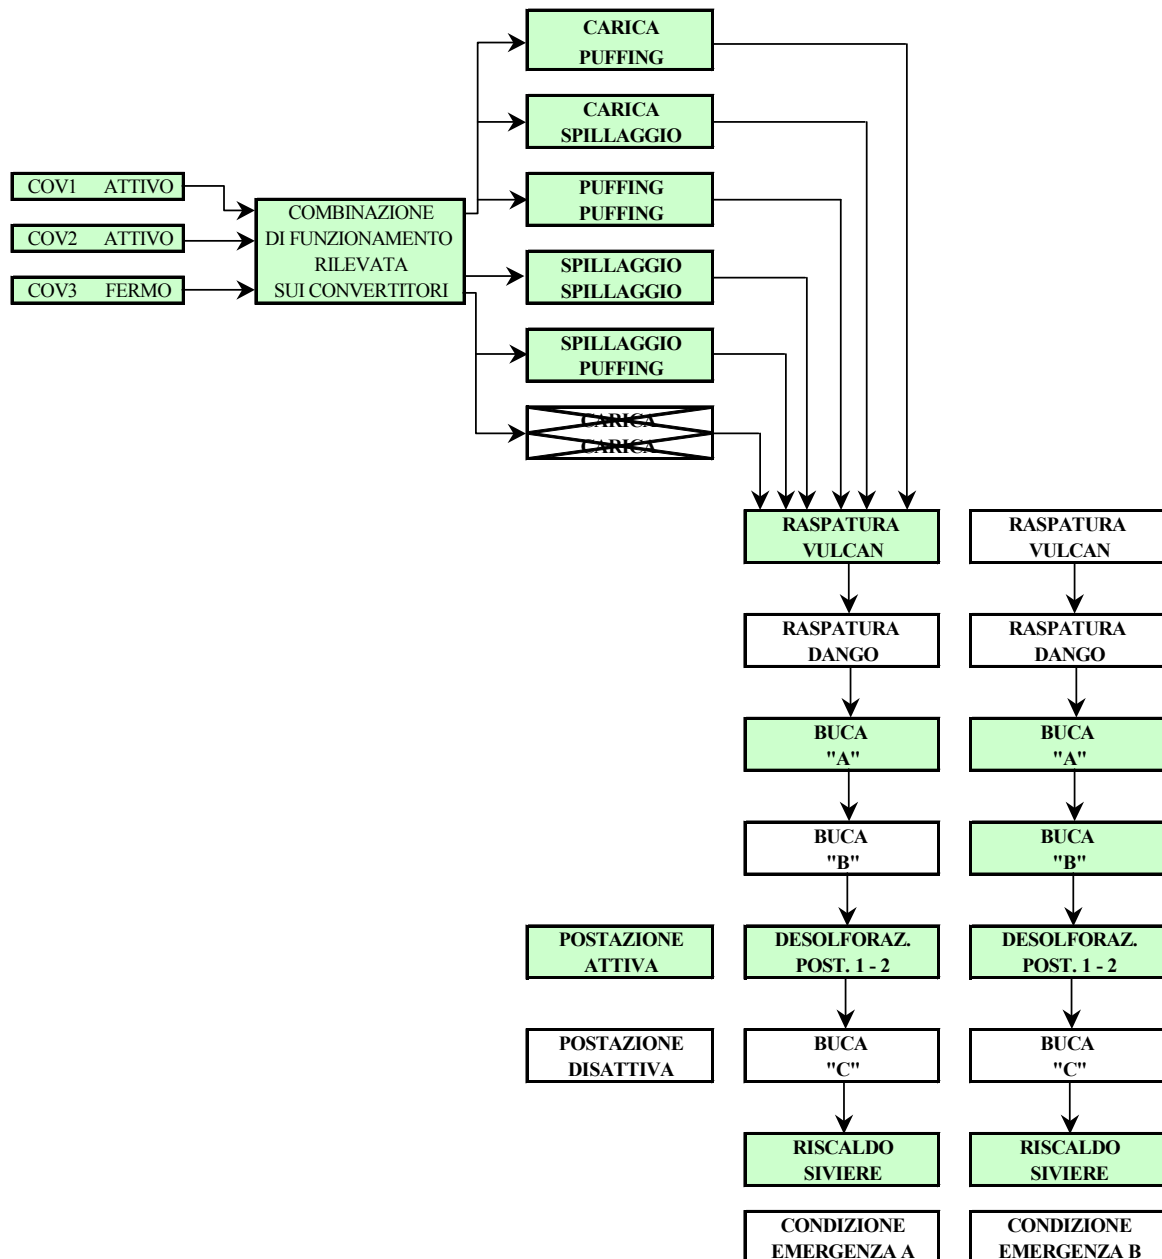 CARICA
PUFFING
CARICA
SPILLAGGIO
COV1 ATTIVO
COV2 ATTIVO
COV3 FERMO
COMBINAZIONE
DI FUNZIONAMENTO
RILEVATA
SUI CONVERTITORI
PUFFING
PUFFING
SPILLAGGIO
SPILLAGGIO
SPILLAGGIO
PUFFING
CARICA
CARICA
RASPATURA
VULCAN
RASPATURA
VULCAN
RASPATURA
DANGO
RASPATURA
DANGO
BUCA
"A"
BUCA
"A"
BUCA
"B"
BUCA
"B"
POSTAZIONE
ATTIVA
DESOLFORAZ.
POST. 1 - 2
DESOLFORAZ.
POST. 1 - 2
POSTAZIONE
DISATTIVA
BUCA
"C"
BUCA
"C"
RISCALDO
SIVIERE
RISCALDO
SIVIERE
CONDIZIONE
EMERGENZA A
CONDIZIONE
EMERGENZA B